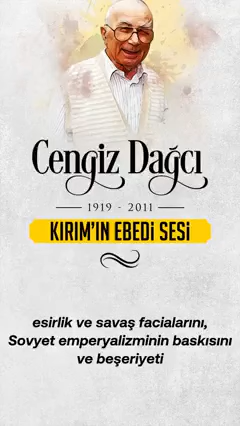 Cengiz Dağcı
1919 - 2011
KIRIM'IN EBEDİ SESİ
esirlik ve savaş facialarını,
Sovyet emperyalizminin baskısını
ve beşeriyeti